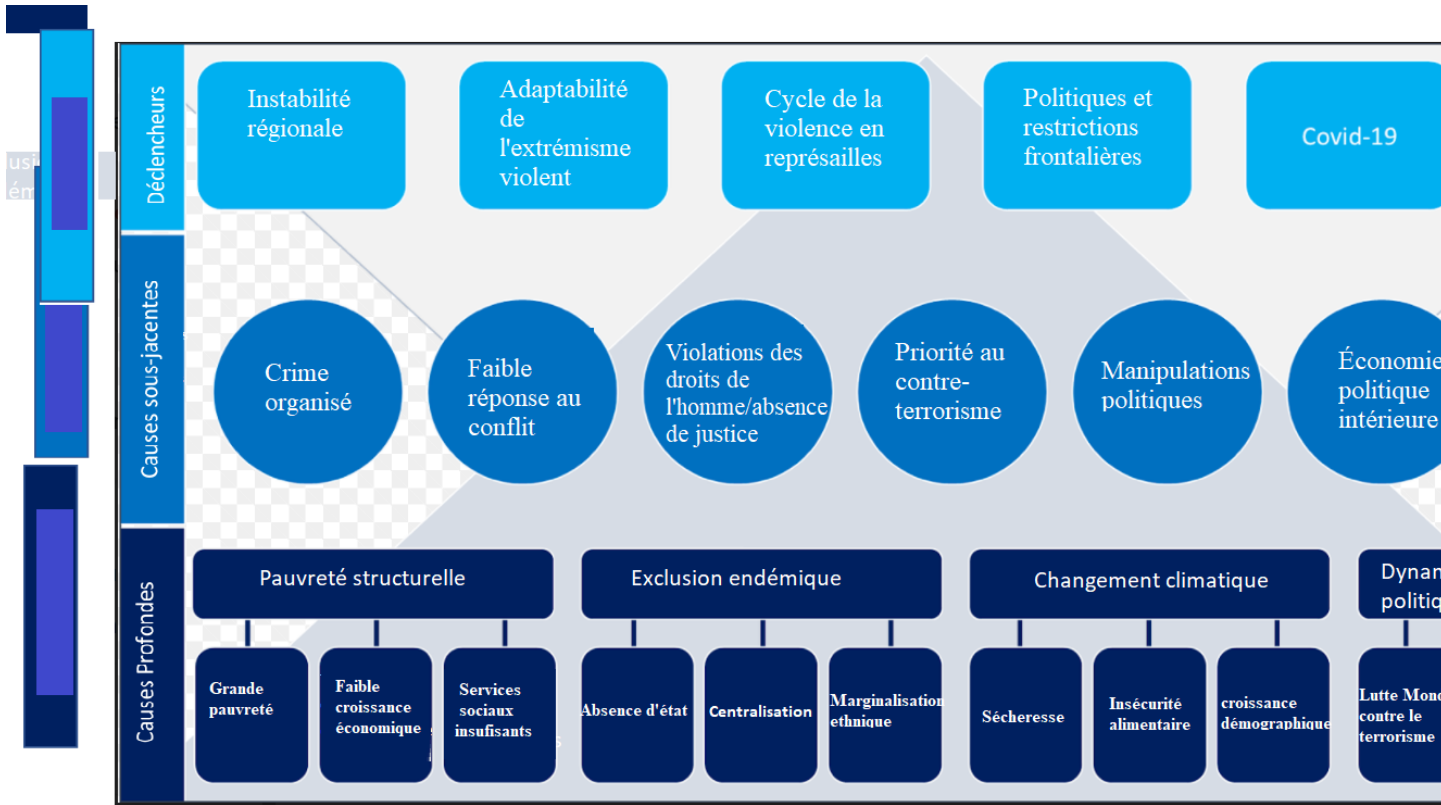 Déclencheurs
Instabilité
régionale
Adaptabilité
de
l'extrémisme
violent
Cycle de la
violence en
représailles
Politiques et
restrictions
frontalières
Covid-19
Causes sous-jacentes
Crime
organisé
Faible
réponse au
conflit
Violations des
droits de
l'homme/absence
de justice
Priorité au
contre-
terrorisme
Manipulations
politiques
Économie
politique
intérieure
Causes Profondes
Pauvreté structurelle
Grande
pauvreté
Faible
croissance
économique
Services
sociaux
insuffisants
Exclusion endémique
Absence d'état
Centralisation
Marginalisation
ethnique
Changement climatique
Sécheresse
Insécurité
alimentaire
croissance
démographique
Lutte
contre le
terrorisme